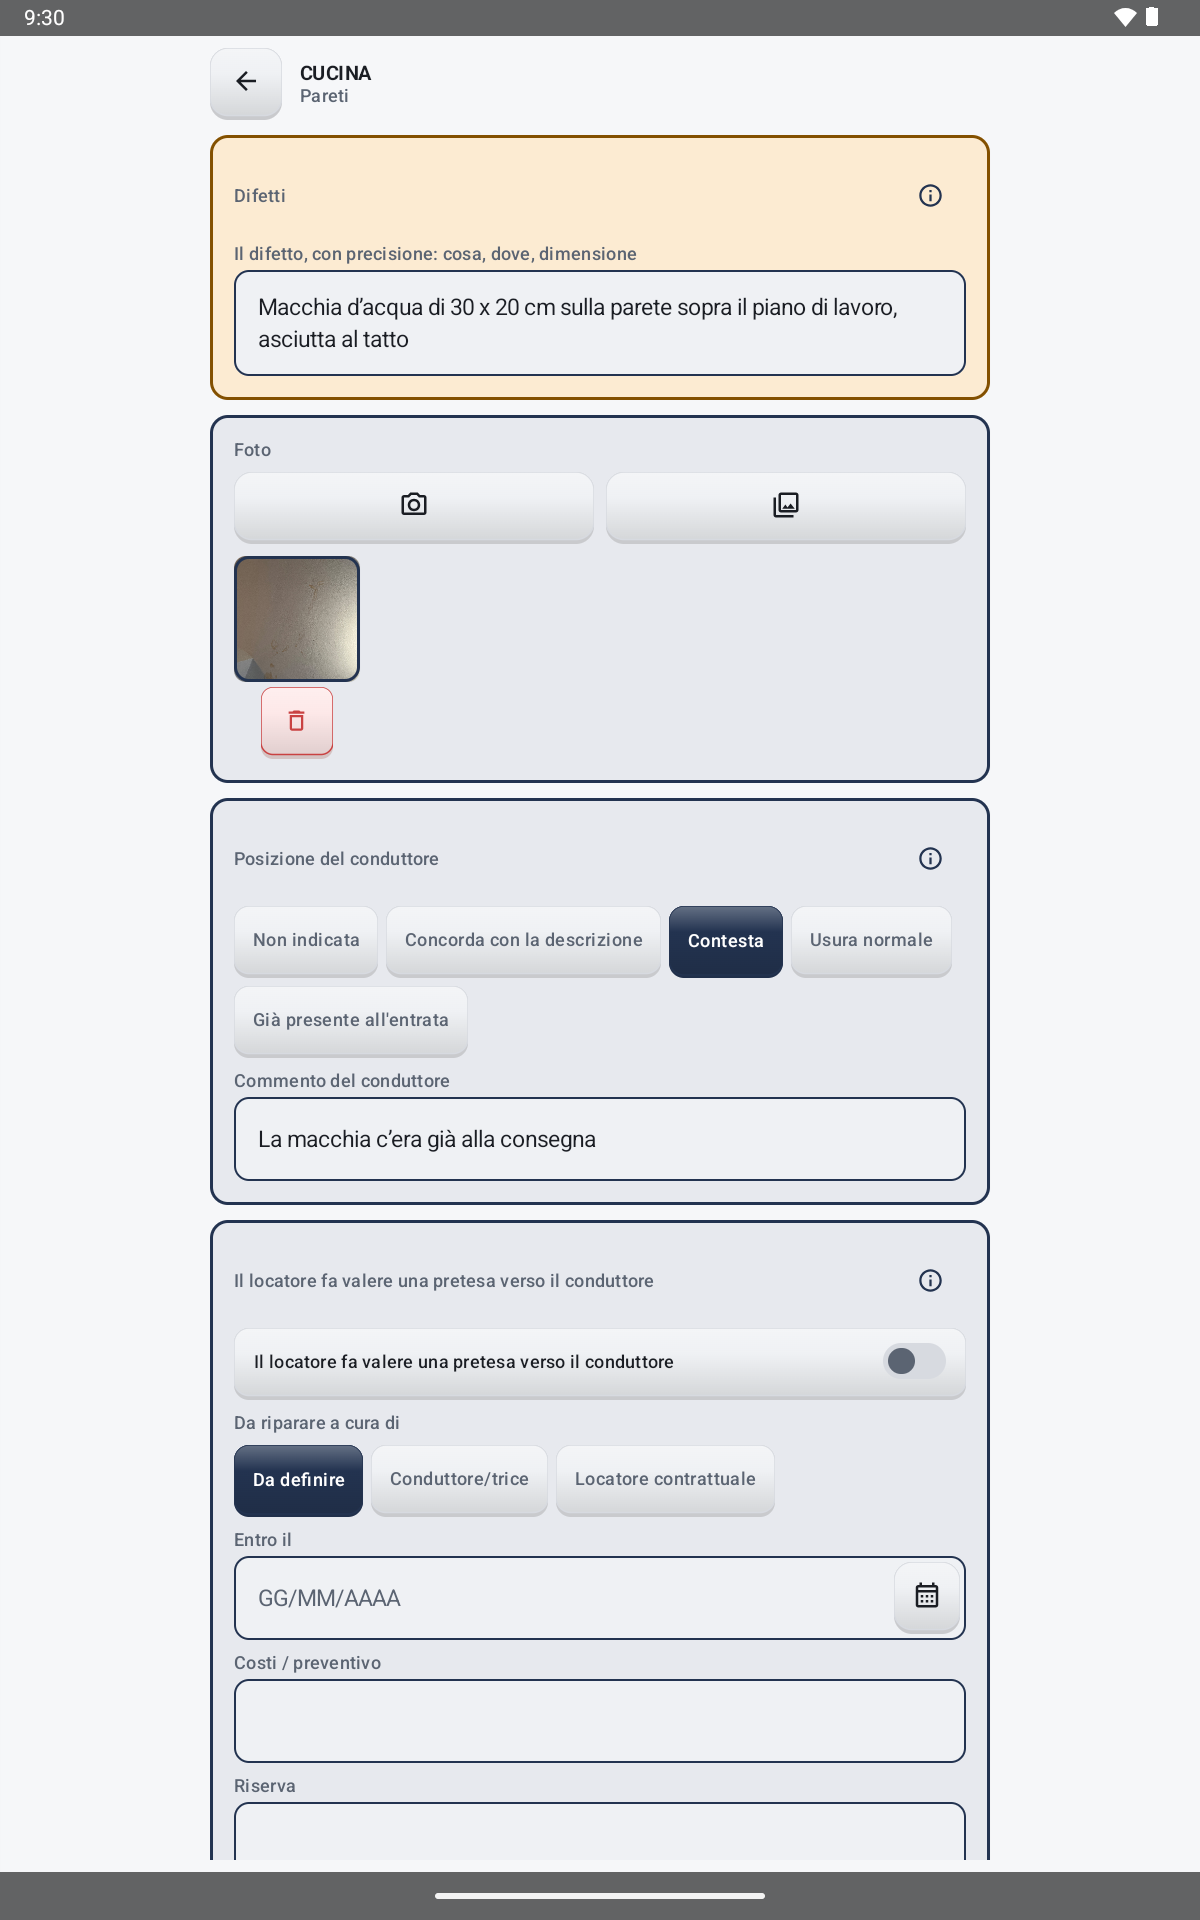 9:30
CUCINA
Pareti
Difetti
Il difetto, con precisione: cosa, dove, dimensione
Macchia d’acqua di 30 x 20 cm sulla parete sopra il piano di lavoro,
asciutta al tatto
Foto
Posizione del conduttore
Non indicata
Concorda con la descrizione
Contesta
Usura normale
Già presente all'entrata
Commento del conduttore
La macchia c’era già alla consegna
Il locatore fa valere una pretesa verso il conduttore
Il locatore fa valere una pretesa verso il conduttore
Da riparare a cura di
Da definire
Conduttore/trice
Locatore contrattuale
Entro il
GG/MM/AAAA
Costi / preventivo
Riserva